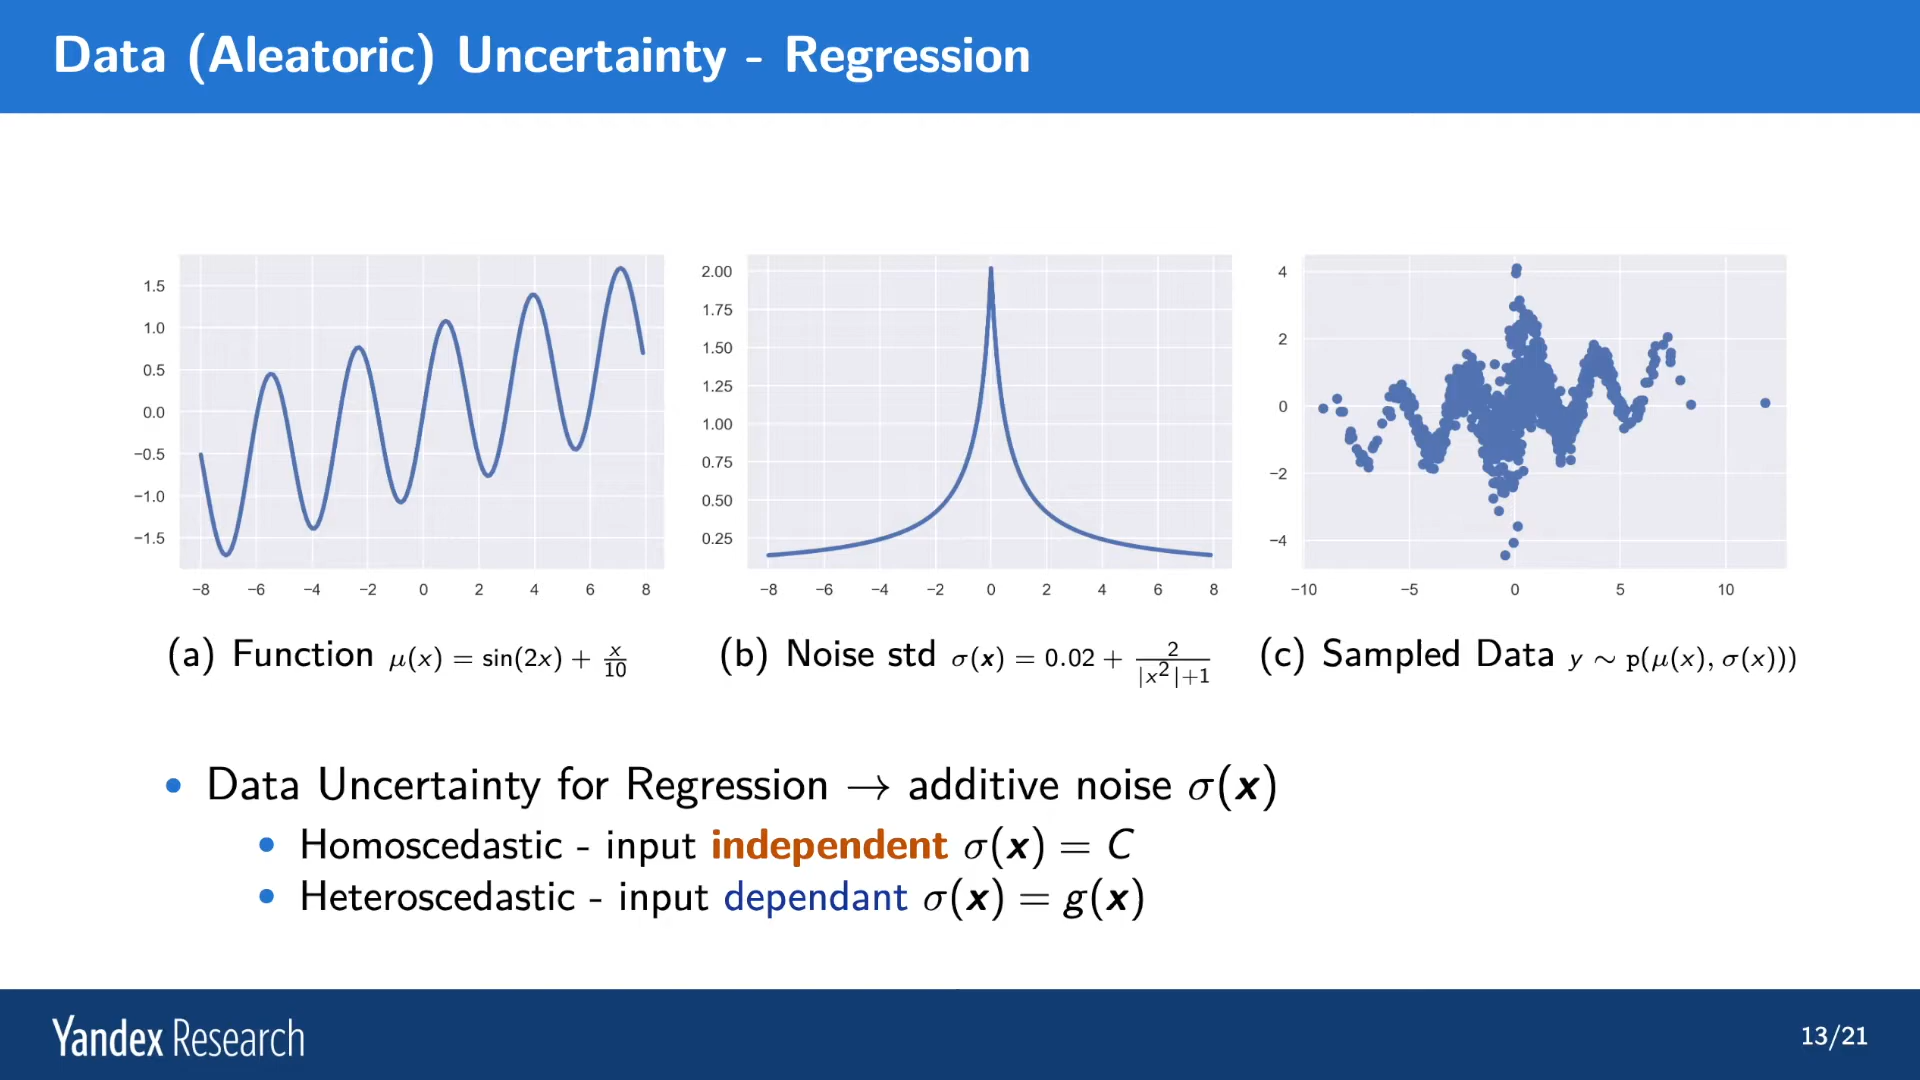 Data (Aleatoric) Uncertainty - Regression
1.5
1.0
0.5
0.0
−0.5
−1.0
−1.5
−8 −6 −4 −2 0 2 4 6 8
2.00
1.75
1.50
1.25
1.00
0.75
0.50
0.25
−8 −6 −4 −2 0 2 4 6 8
4
2
0
−2
−4
−10 −5 0 5 10
(a) Function μ(x) = sin(2x) + x/10
(b) Noise std σ(x) = 0.02 + 2/|x²|+1
(c) Sampled Data y ∼ p(μ(x), σ(x)))
• Data Uncertainty for Regression → additive noise σ(x)
• Homoscedastic - input independent σ(x) = C
• Heteroscedastic - input dependant σ(x) = g(x)
Yandex Research
13/21